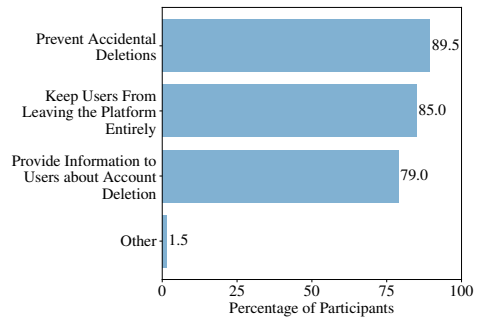 Prevent Accidental
Deletions
89.5
Keep Users From
Leaving the Platform
Entirely
85.0
Provide Information to
Users about Account
Deletion
79.0
Other
1.5
0 25 50 75 100
Percentage of Participants